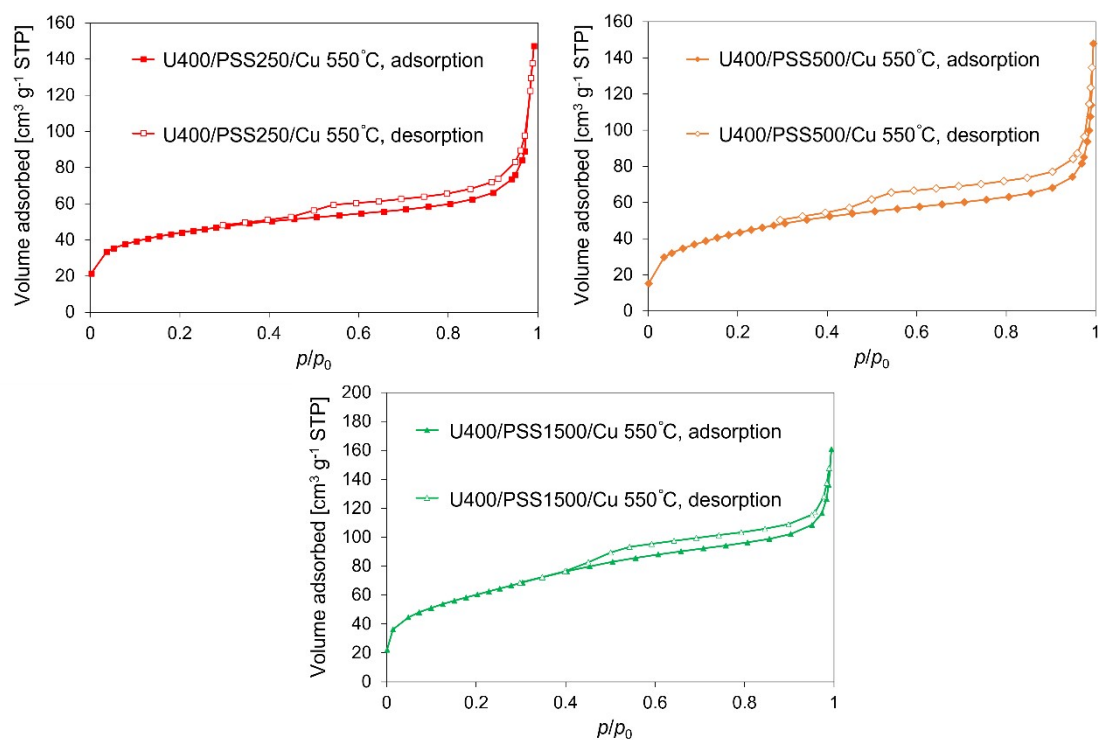 Volume adsorbed [cm³ g⁻¹ STP]
160
140
120
100
80
60
40
20
0
U400/PSS250/Cu 550°C, adsorption
U400/PSS250/Cu 550°C, desorption
0 0.2 0.4 0.6 0.8 1
p/p₀
Volume adsorbed [cm³ g⁻¹ STP]
160
140
120
100
80
60
40
20
0
U400/PSS500/Cu 550°C, adsorption
U400/PSS500/Cu 550°C, desorption
0 0.2 0.4 0.6 0.8 1
p/p₀
Volume adsorbed [cm³ g⁻¹ STP]
200
180
160
140
120
100
80
60
40
20
0
U400/PSS1500/Cu 550°C, adsorption
U400/PSS1500/Cu 550°C, desorption
0 0.2 0.4 0.6 0.8 1
p/p₀